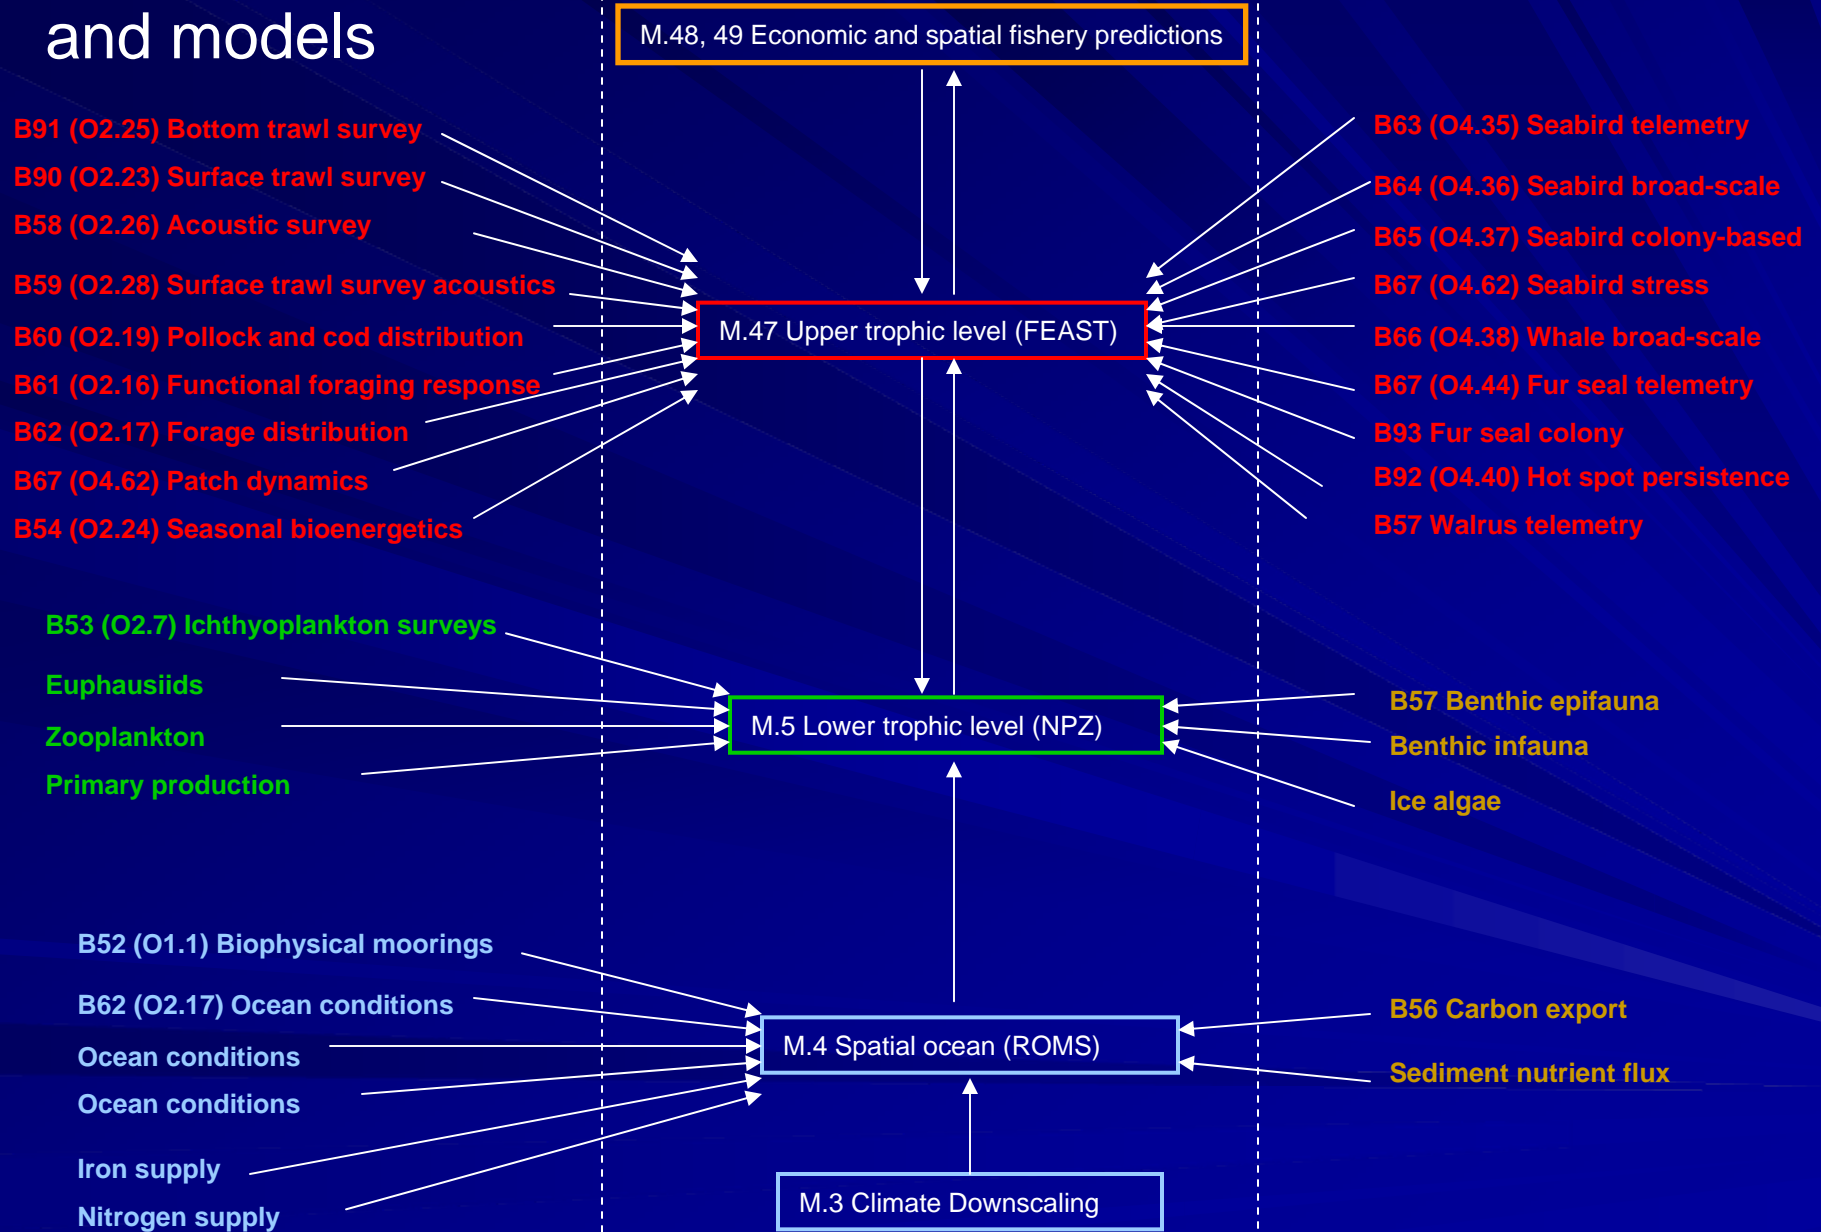 and models
M.48, 49 Economic and spatial fishery predictions
B91 (O2.25) Bottom trawl survey
B90 (O2.23) Surface trawl survey
B58 (O2.26) Acoustic survey
B59 (O2.28) Surface trawl survey acoustics
B60 (O2.19) Pollock and cod distribution
B61 (O2.16) Functional foraging response
B62 (O2.17) Forage distribution
B67 (O4.62) Patch dynamics
B54 (O2.24) Seasonal bioenergetics
M.47 Upper trophic level (FEAST)
B63 (O4.35) Seabird telemetry
B64 (O4.36) Seabird broad-scale
B65 (O4.37) Seabird colony-based
B67 (O4.62) Seabird stress
B66 (O4.38) Whale broad-scale
B67 (O4.44) Fur seal telemetry
B93 Fur seal colony
B92 (O4.40) Hot spot persistence
B57 Walrus telemetry
B53 (O2.7) Ichthyoplankton surveys
Euphausiids
Zooplankton
Primary production
M.5 Lower trophic level (NPZ)
B57 Benthic epifauna
Benthic infauna
Ice algae
B52 (O1.1) Biophysical moorings
B62 (O2.17) Ocean conditions
Ocean conditions
Ocean conditions
Iron supply
Nitrogen supply
M.4 Spatial ocean (ROMS)
B56 Carbon export
Sediment nutrient flux
M.3 Climate Downscaling